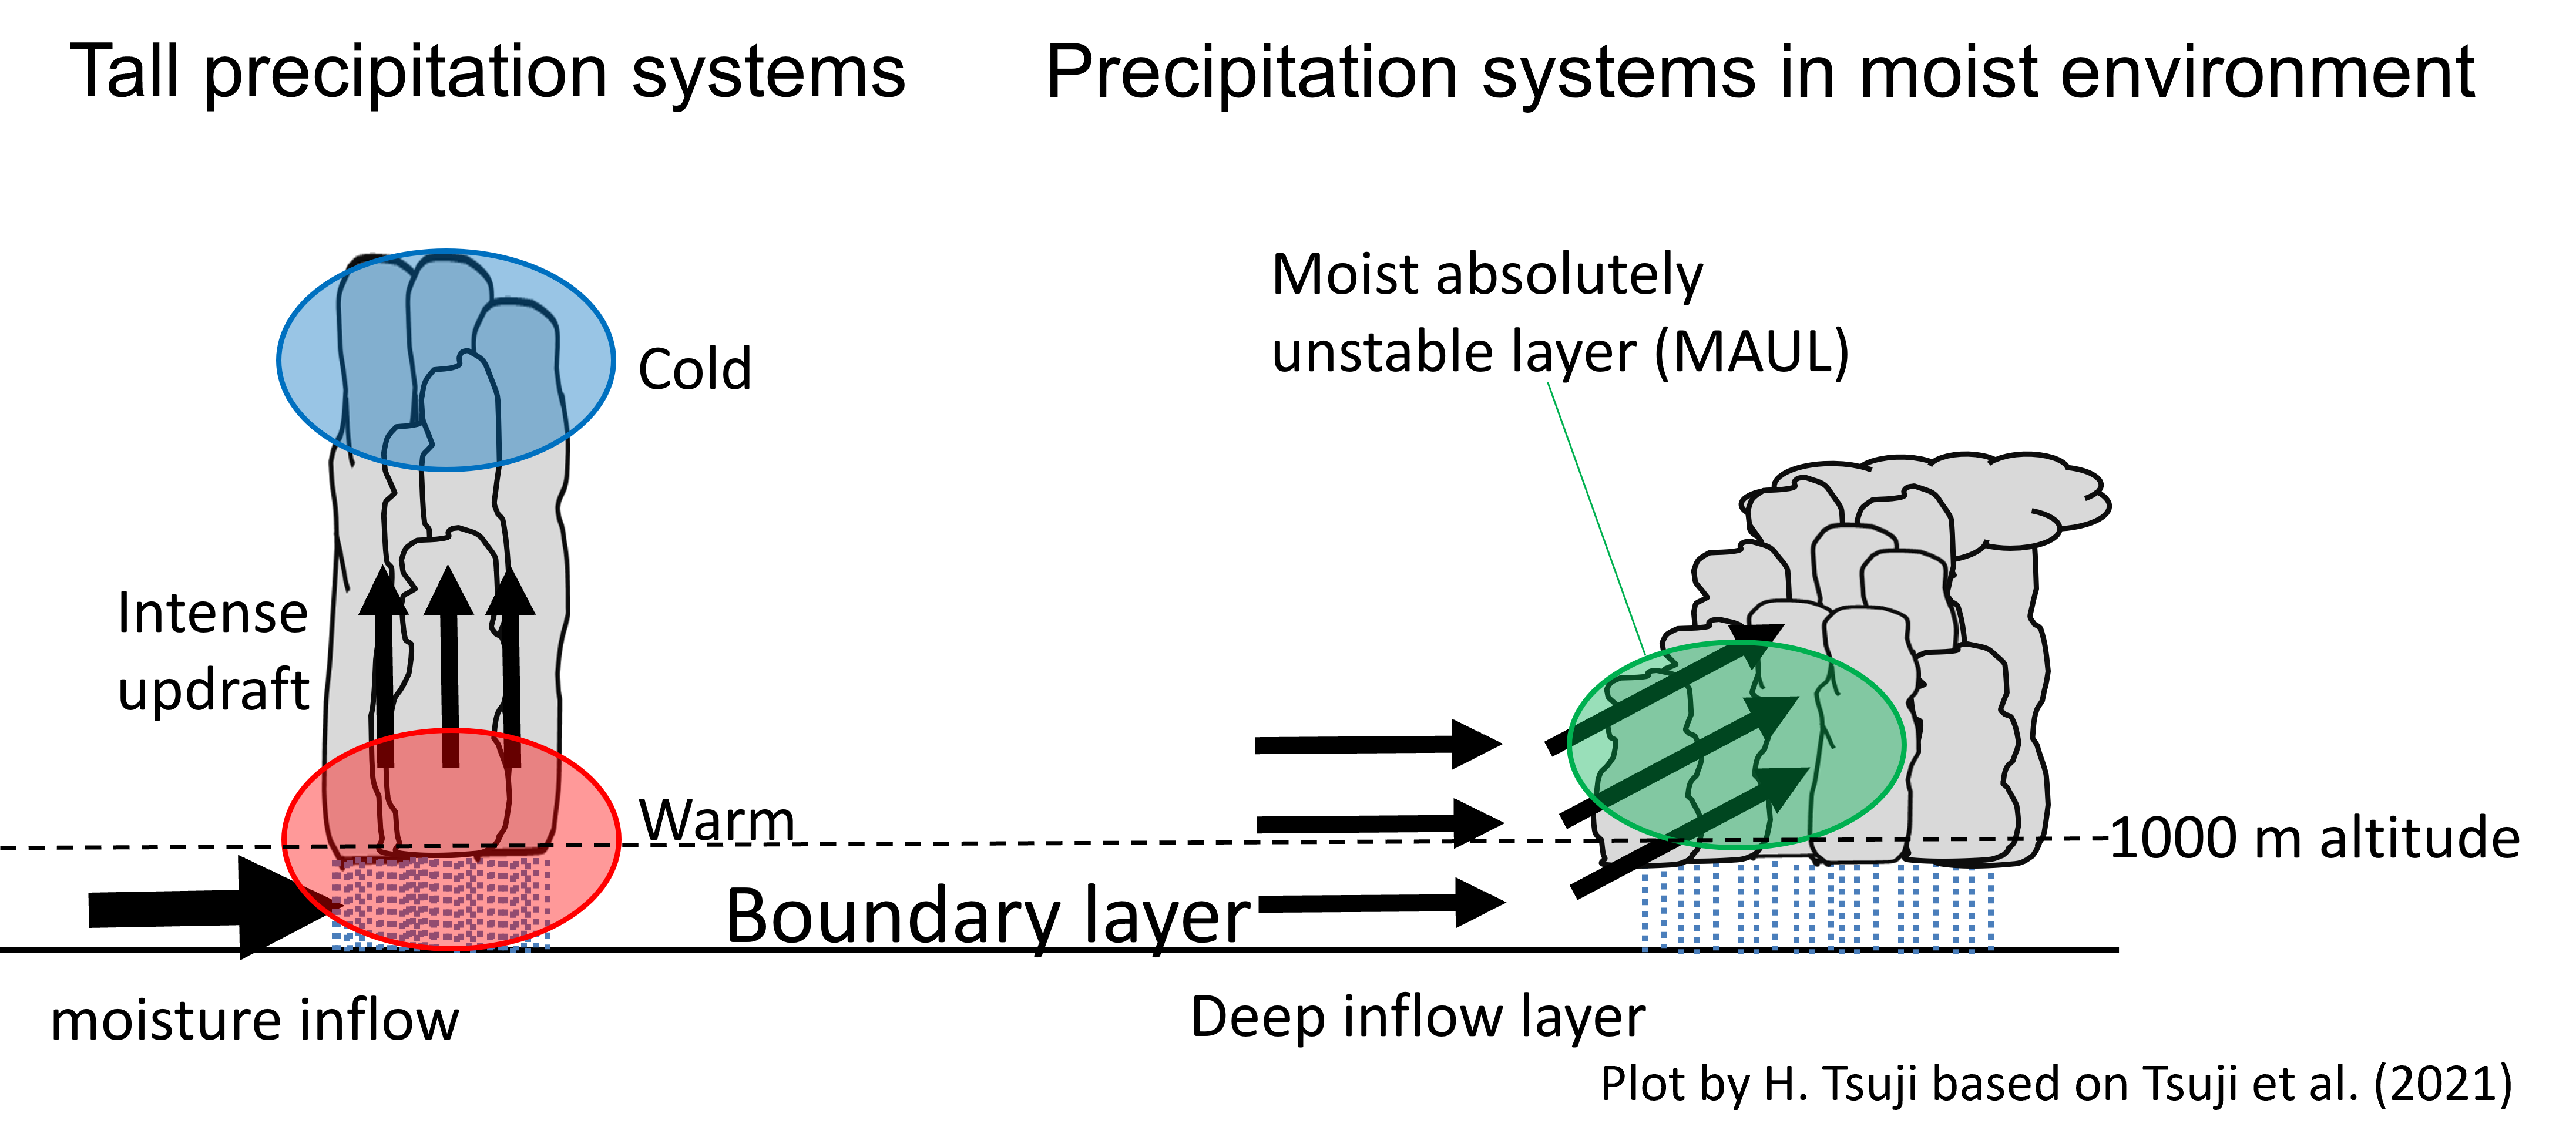 Tall precipitation systems
Precipitation systems in moist environment
Moist absolutely
unstable layer (MAUL)
Cold
Intense
updraft
Warm
1000 m altitude
Boundary layer
moisture inflow
Deep inflow layer
Plot by H. Tsuji based on Tsuji et al. (2021)